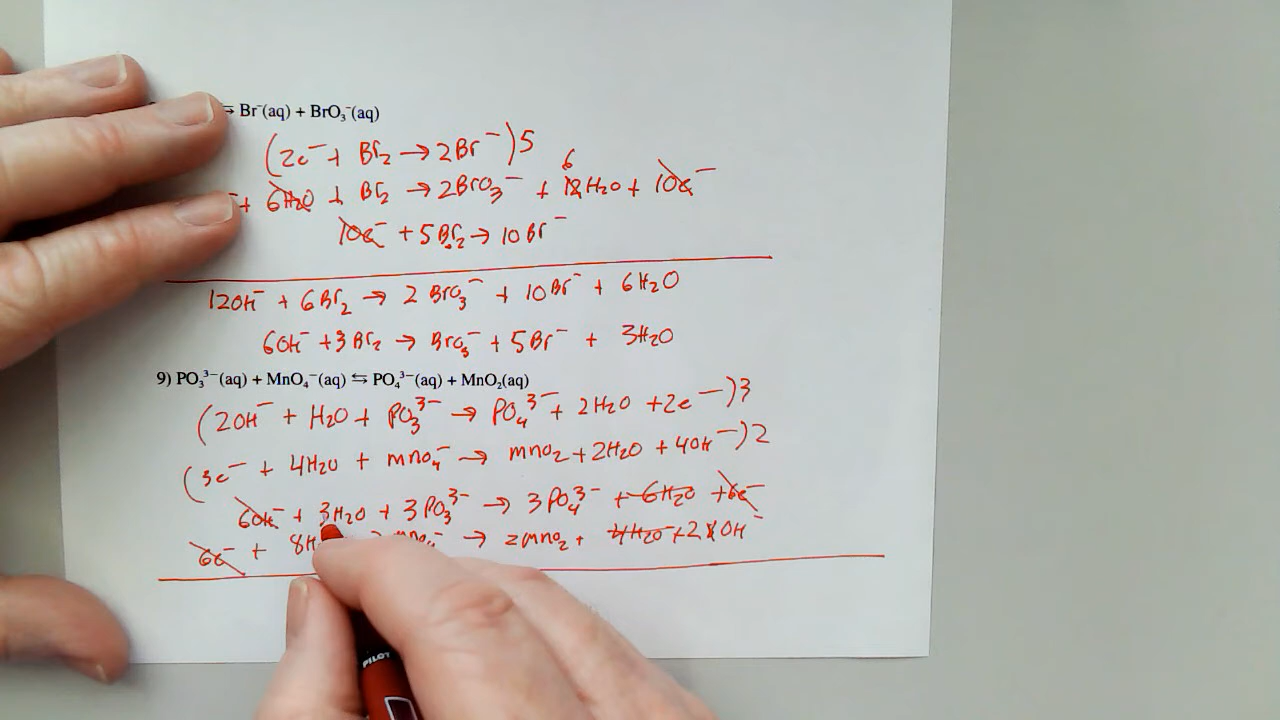 ⇆ Br⁻(aq) + BrO₃⁻(aq)
(2e⁻ + Br₂ → 2Br⁻)5
+ 6H₂O + Br₂ → 2BrO₃⁻ + 6 12H₂O + 10e⁻
10e⁻ + 5Br₂ → 10Br⁻
12OH⁻ + 6Br₂ → 2BrO₃⁻ + 10Br⁻ + 6H₂O
6OH⁻ + 3Br₂ → BrO₃⁻ + 5Br⁻ + 3H₂O
9) PO₃³⁻(aq) + MnO₄⁻(aq) ⇆ PO₄³⁻(aq) + MnO₂(aq)
(2OH⁻ + H₂O + PO₃³⁻ → PO₄³⁻ + 2H₂O + 2e⁻)3
(3e⁻ + 4H₂O + mnO₄⁻ → mnO₂ + 2H₂O + 4OH⁻)2
6OH⁻ + 3H₂O + 3PO₃³⁻ → 3PO₄³⁻ + 6H₂O + 6e⁻
6e⁻ + 8H → 2mnO₂ + 4H₂O + 2 8OH⁻
PILOT